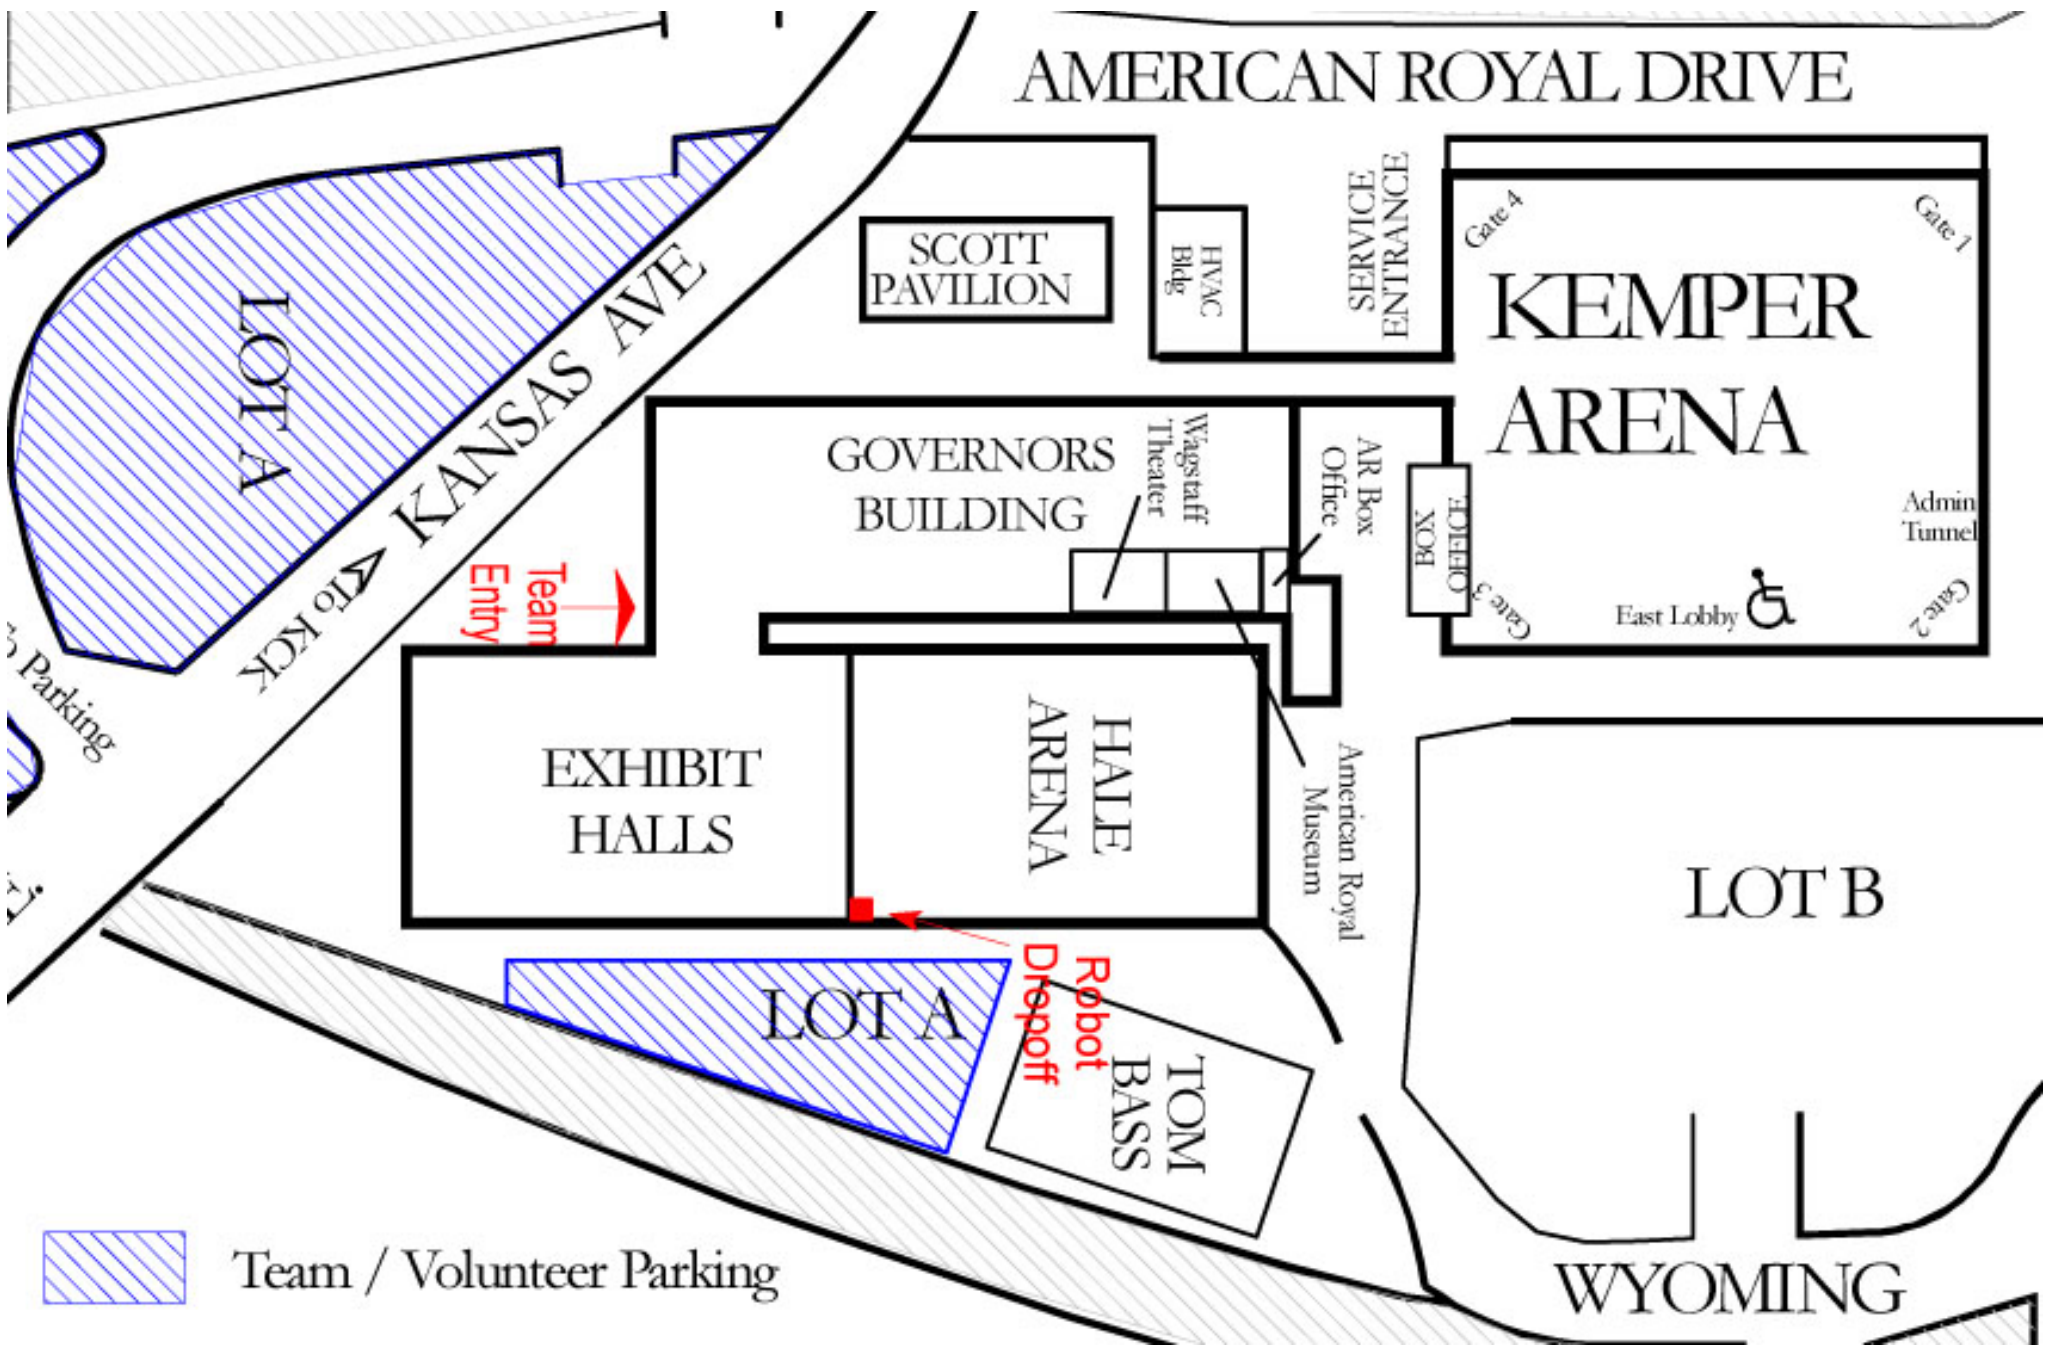 AMERICAN ROYAL DRIVE
SERVICE
ENTRANCE
Gate 4
Gate 1
SCOTT
PAVILION
HVAC
Bldg
KEMPER
ARENA
LOT A
KANSAS AVE
To KCK
GOVERNORS
BUILDING
Wagstaff
Theater
AR Box
Office
BOX
OFFICE
Admin
Tunnel
Gate 3
East Lobby
Gate 2
Team
Entry
Parking
EXHIBIT
HALLS
HALE
ARENA
American Royal
Museum
LOT B
Robot
Dropoff
LOT A
TOM
BASS
Team / Volunteer Parking
WYOMING